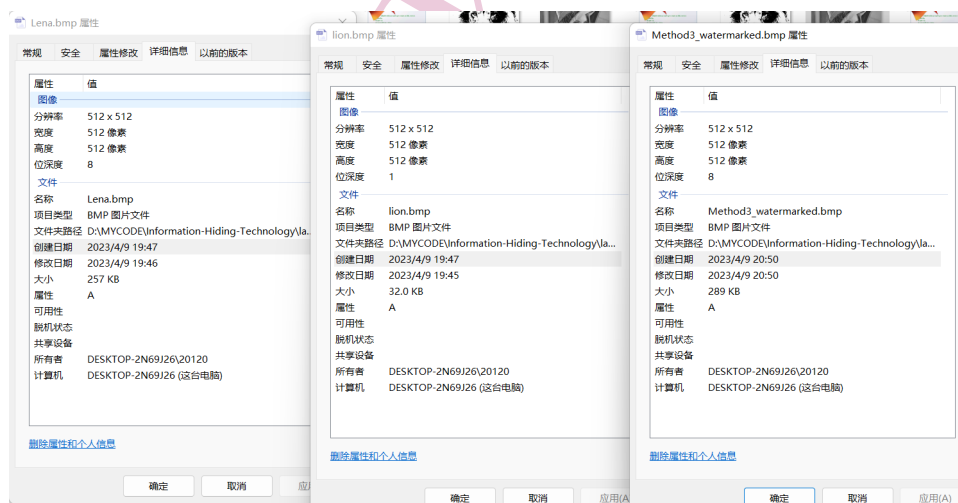 Lena.bmp 属性
常规 安全 属性修改 详细信息 以前的版本
属性 值
图像
分辨率 512 x 512
宽度 512 像素
高度 512 像素
位深度 8
文件
名称 Lena.bmp
项目类型 BMP 图片文件
文件夹路径 D:\MYCODE\Information-Hiding-Technology\la...
创建日期 2023/4/9 19:47
修改日期 2023/4/9 19:46
大小 257 KB
属性 A
可用性
脱机状态
共享设备
所有者 DESKTOP-2N69J26\20120
计算机 DESKTOP-2N69J26 (这台电脑)
删除属性和个人信息
确定 取消
lion.bmp 属性
常规 安全 属性修改 详细信息 以前的版本
属性 值
图像
分辨率 512 x 512
宽度 512 像素
高度 512 像素
位深度 1
文件
名称 lion.bmp
项目类型 BMP 图片文件
文件夹路径 D:\MYCODE\Information-Hiding-Technology\la...
创建日期 2023/4/9 19:47
修改日期 2023/4/9 19:45
大小 32.0 KB
属性 A
可用性
脱机状态
共享设备
所有者 DESKTOP-2N69J26\20120
计算机 DESKTOP-2N69J26 (这台电脑)
删除属性和个人信息
确定 取消 应用(A
Method3_watermarked.bmp 属性
常规 安全 属性修改 详细信息 以前的版本
属性 值
图像
分辨率 512 x 512
宽度 512 像素
高度 512 像素
位深度 8
文件
名称 Method3_watermarked.bmp
项目类型 BMP 图片文件
文件夹路径 D:\MYCODE\Information-Hiding-Technology\la...
创建日期 2023/4/9 20:50
修改日期 2023/4/9 20:50
大小 289 KB
属性 A
可用性
脱机状态
共享设备
所有者 DESKTOP-2N69J26\20120
计算机 DESKTOP-2N69J26 (这台电脑)
删除属性和个人信息
确定 取消 应用(A)